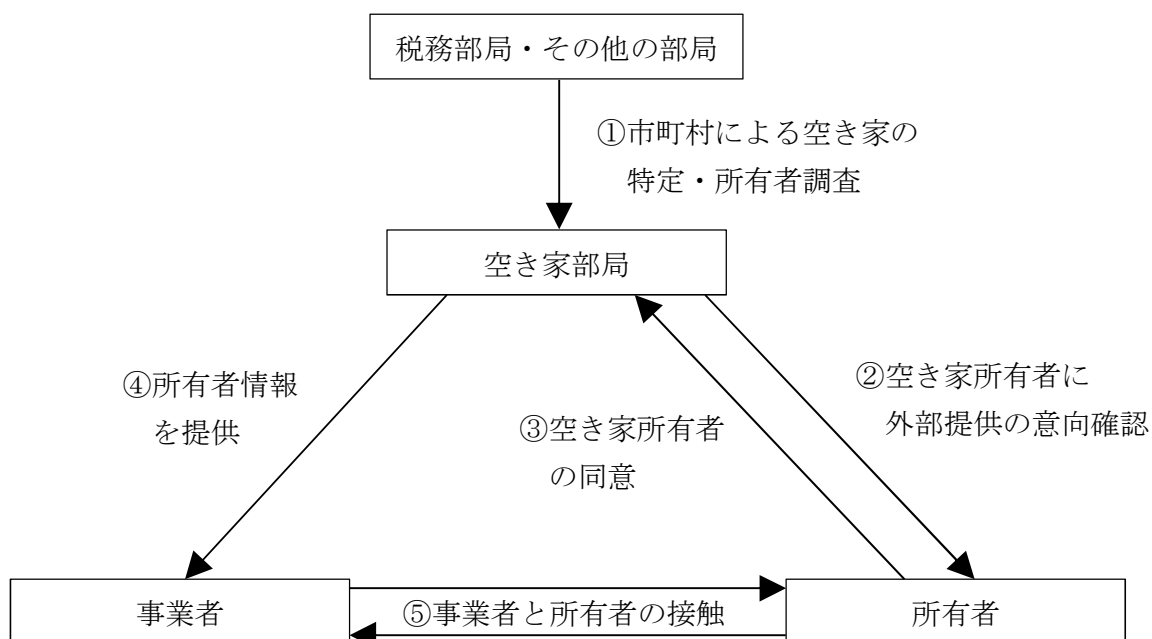 税務部局・その他の部局
①市町村による空き家の
特定・所有者調査
空き家部局
④所有者情報
を提供
③空き家所有者
の同意
②空き家所有者に
外部提供の意向確認
事業者
⑤事業者と所有者の接触
所有者